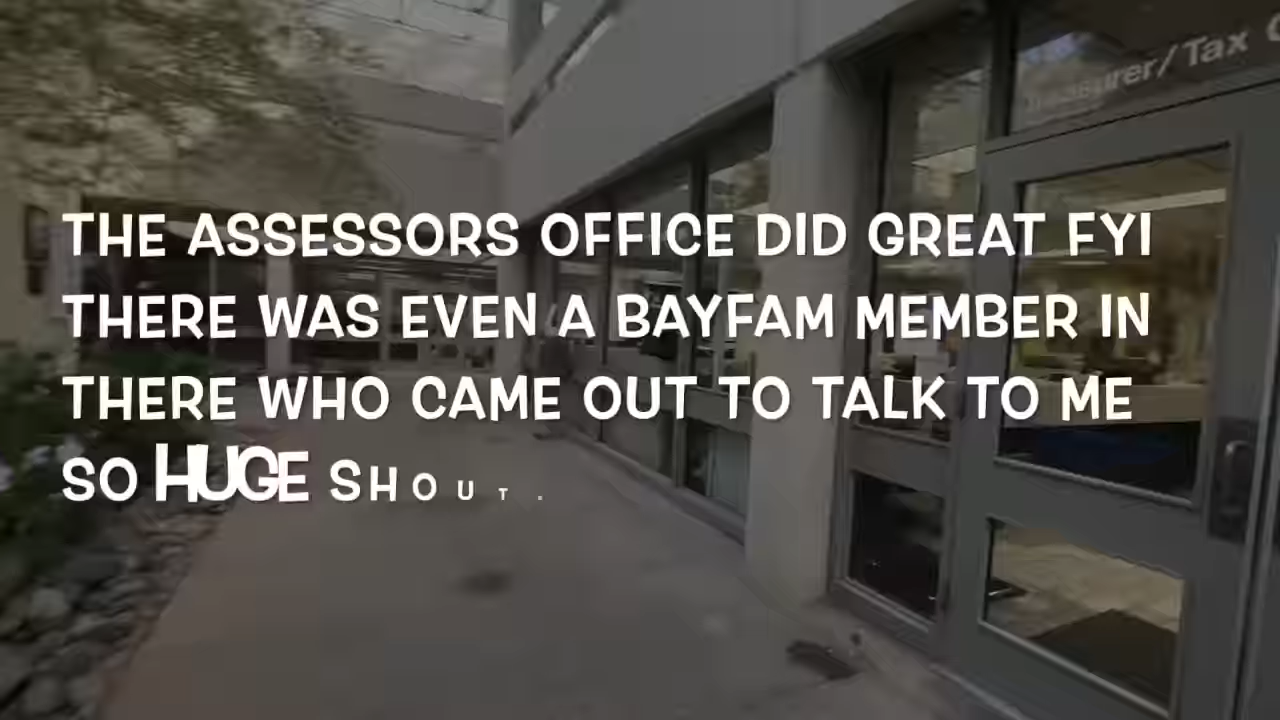 Treasurer/Tax
THE ASSESSORS OFFICE DID GREAT FYI
THERE WAS EVEN A BAYFAM MEMBER IN
THERE WHO CAME OUT TO TALK TO ME
SO HUGE SHOUT.